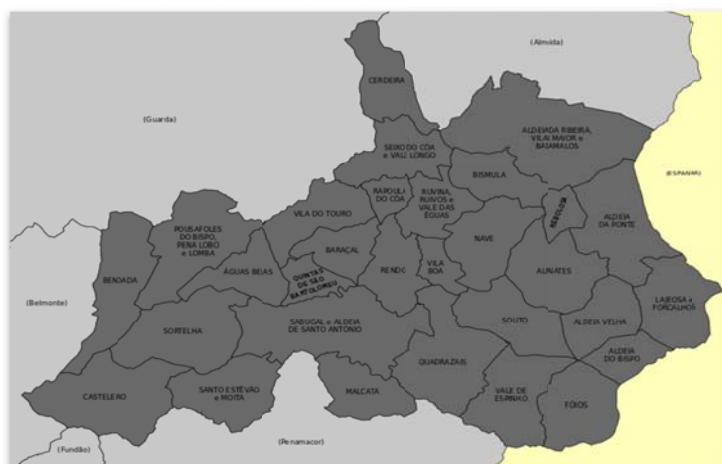 (Almeida)
CERDEIRA
(Guarda)
ALDEIA DA RIBEIRA,
VILAR MAIOR e
BADAMALOS
SEIXO DO CÔA
e VALE LONGO
BISMULA
(ESPANHA)
RAPOULA
DO CÔA
RUVINA,
RUIVOS e
VALE DAS
ÉGUAS
REBOLOSA
VILA DO TOURO
ALDEIA
DA PONTE
POUSAFOLES
DO BISPO,
PENA LOBO
e LOMBA
NAVE
BARAÇAL
ÁGUAS BELAS
QUINTAS
DE SÃO
BARTOLOMEU
RENDO
VILA
BOA
ALFAIATES
BENDADA
(Belmonte)
LAJEOSA e
FORCALHOS
SOUTO
ALDEIA VELHA
SORTELHA
SABUGAL e ALDEIA
DE SANTO ANTÓNIO
QUADRAZAIS
ALDEIA
DO BISPO
CASTELEIRO
SANTO ESTÊVÃO
e MOITA
MALCATA
VALE DE
ESPINHO
FÓIOS
(Penamacor)
(Fundão)